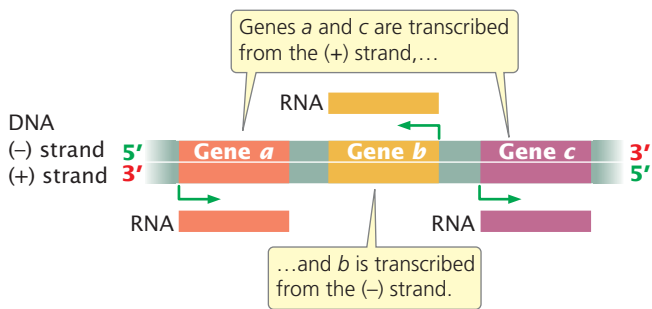 Genes a and c are transcribed
from the (+) strand,…
RNA
DNA
(–) strand 5′ Gene a Gene b Gene c 3′
(+) strand 3′ 5′
RNA RNA
…and b is transcribed
from the (–) strand.